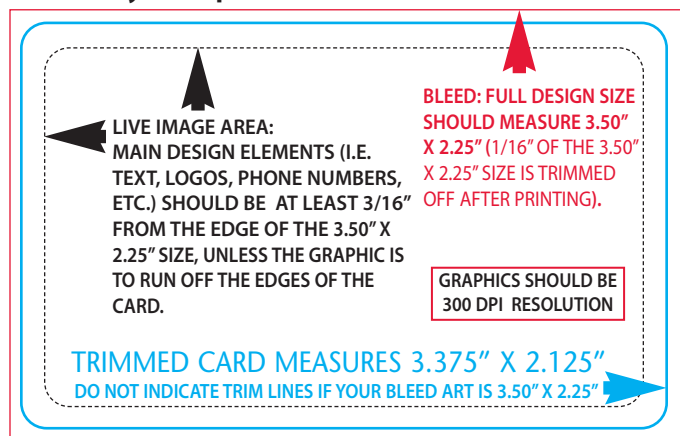 LIVE IMAGE AREA:
MAIN DESIGN ELEMENTS (I.E.
TEXT, LOGOS, PHONE NUMBERS,
ETC.) SHOULD BE AT LEAST 3/16"
FROM THE EDGE OF THE 3.50" X
2.25" SIZE, UNLESS THE GRAPHIC IS
TO RUN OFF THE EDGES OF THE
CARD.
BLEED: FULL DESIGN SIZE
SHOULD MEASURE 3.50"
X 2.25" (1/16" OF THE 3.50"
X 2.25" SIZE IS TRIMMED
OFF AFTER PRINTING).
GRAPHICS SHOULD BE
300 DPI RESOLUTION
TRIMMED CARD MEASURES 3.375" X 2.125"
DO NOT INDICATE TRIM LINES IF YOUR BLEED ART IS 3.50" X 2.25"